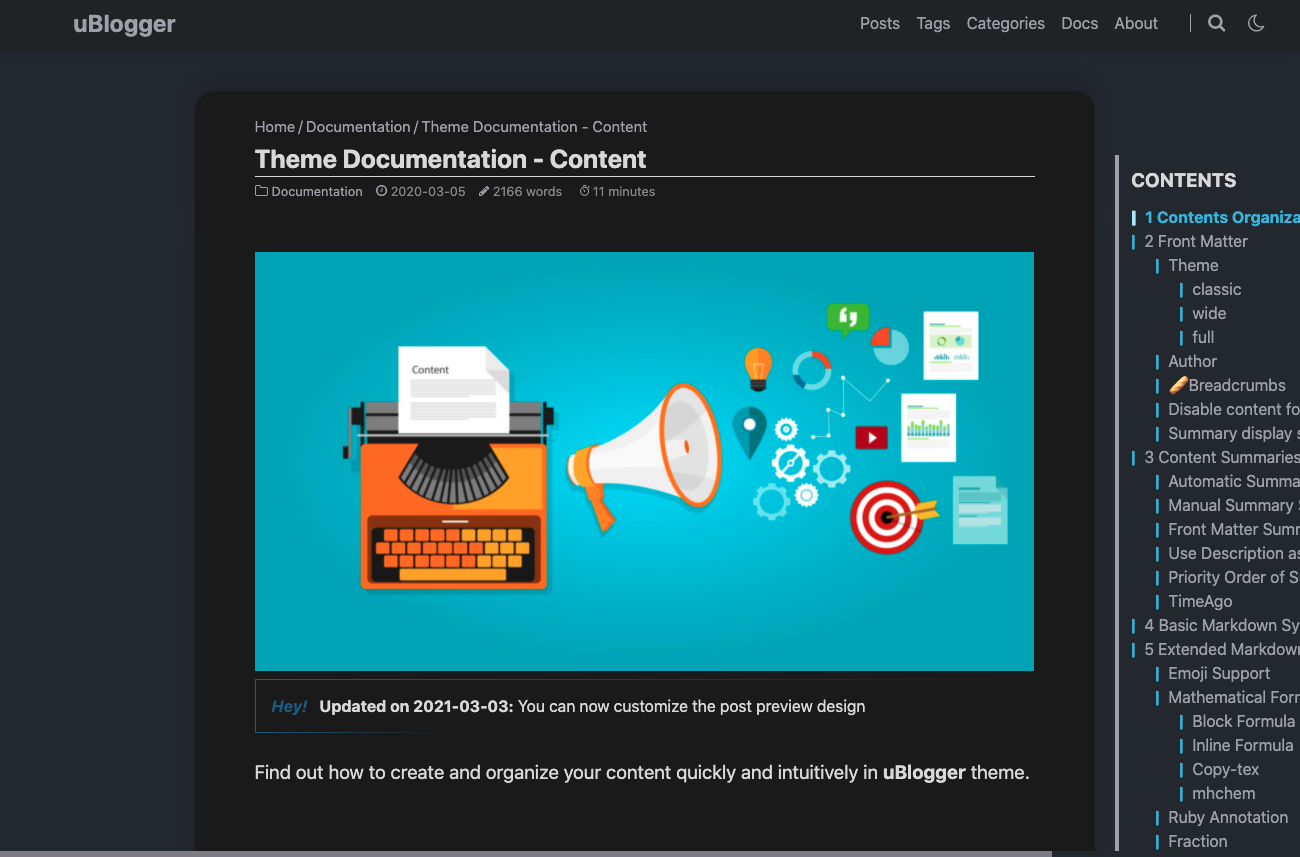 uBlogger
Posts Tags Categories Docs About
Home / Documentation / Theme Documentation - Content
Theme Documentation - Content
Documentation 2020-03-05 2166 words 11 minutes
Content
Hey! Updated on 2021-03-03: You can now customize the post preview design
Find out how to create and organize your content quickly and intuitively in uBlogger theme.
CONTENTS
1 Contents Organiza
2 Front Matter
Theme
classic
wide
full
Author
🥖Breadcrumbs
Disable content fo
Summary display s
3 Content Summaries
Automatic Summa
Manual Summary
Front Matter Summ
Use Description as
Priority Order of S
TimeAgo
4 Basic Markdown Sy
5 Extended Markdown
Emoji Support
Mathematical Form
Block Formula
Inline Formula
Copy-tex
mhchem
Ruby Annotation
Fraction